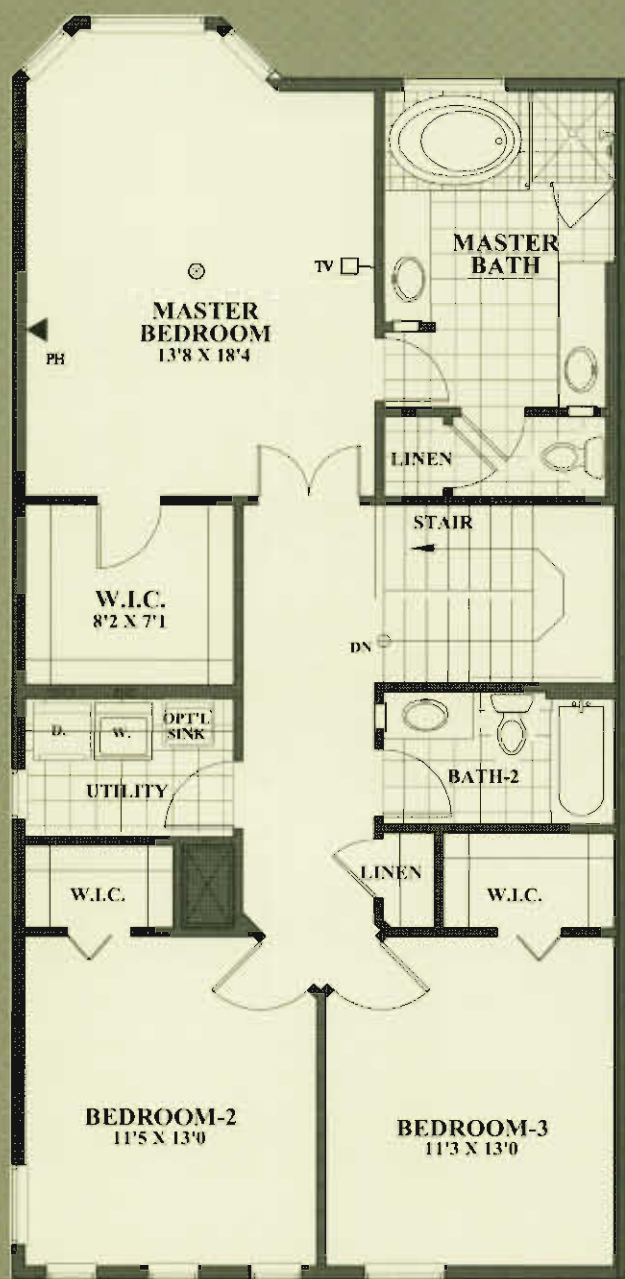 MASTER
BATH
TV
MASTER
BEDROOM
13'8 X 18'4
PH
LINEN
STAIR
W.I.C.
8'2 X 7'1
DN
D.
W.
OPT'L
SINK
UTILITY
BATH-2
LINEN
W.I.C.
W.I.C.
BEDROOM-2
11'5 X 13'0
BEDROOM-3
11'3 X 13'0